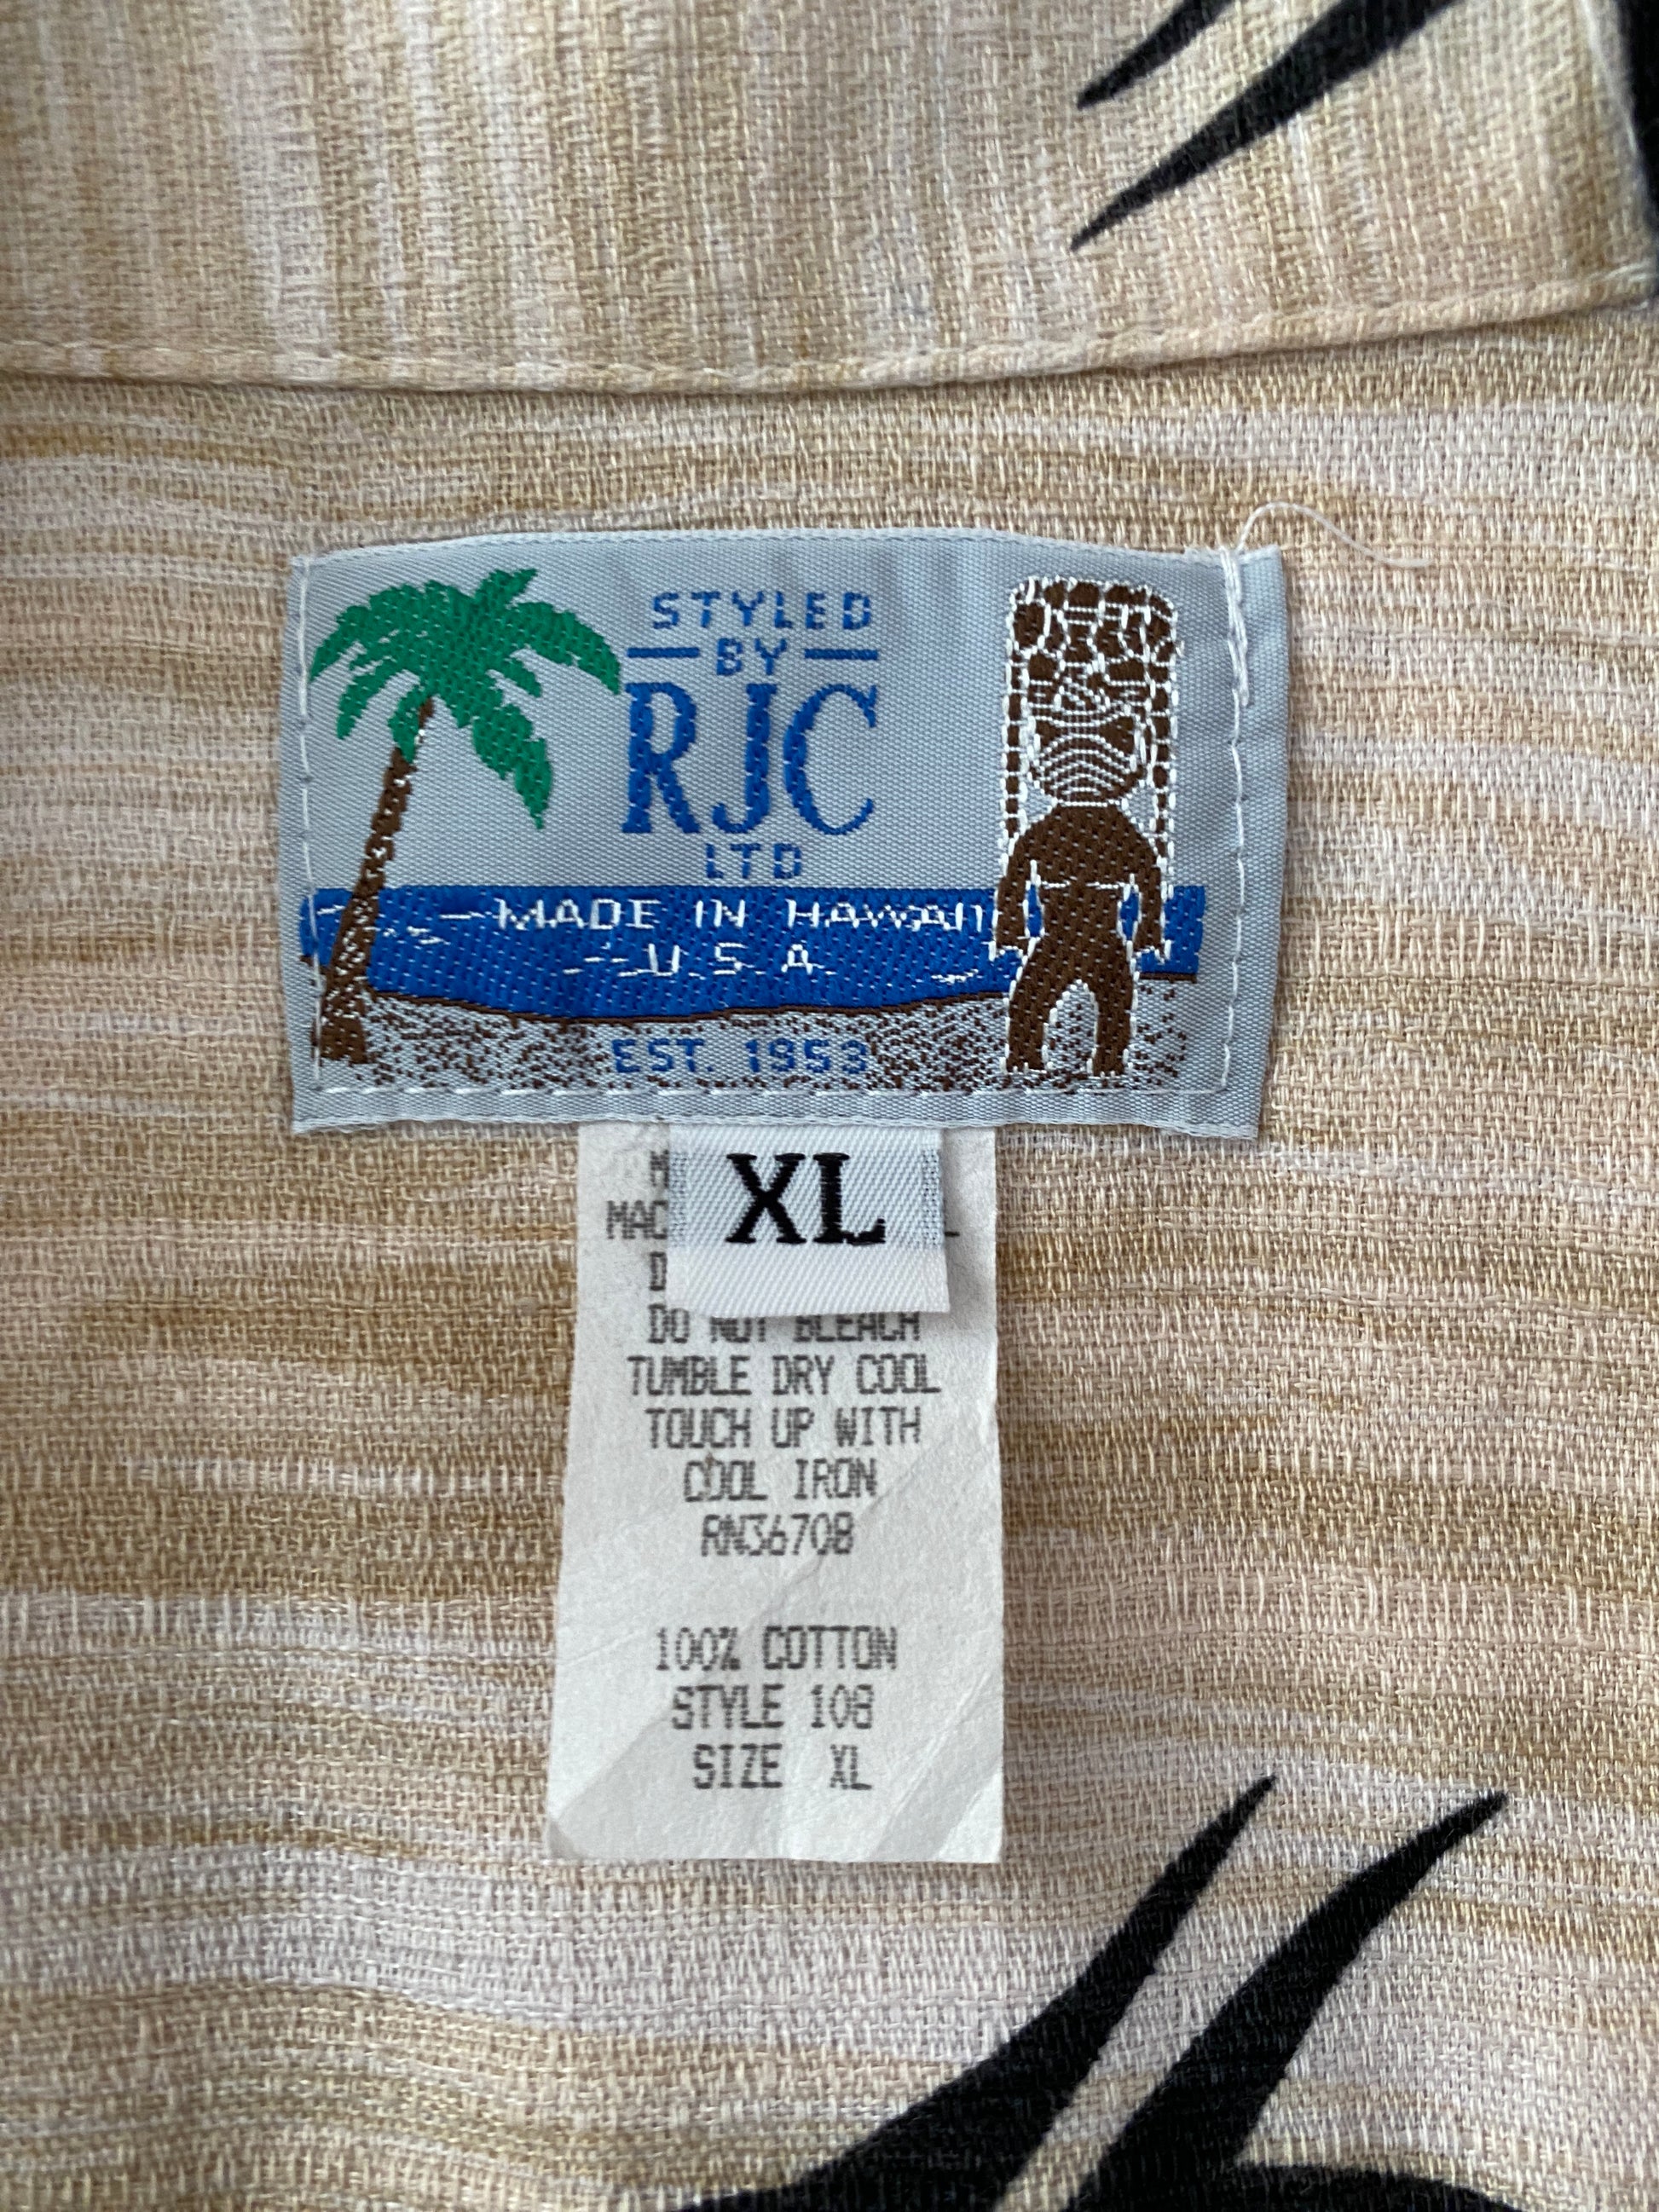 STYLED
BY
RJC
LTD
MADE IN HAWAII
U.S.A.
EST. 1953
XL
DO NOT BLEACH
TUMBLE DRY COOL
TOUCH UP WITH
COOL IRON
RN36708
100% COTTON
STYLE 108
SIZE XL